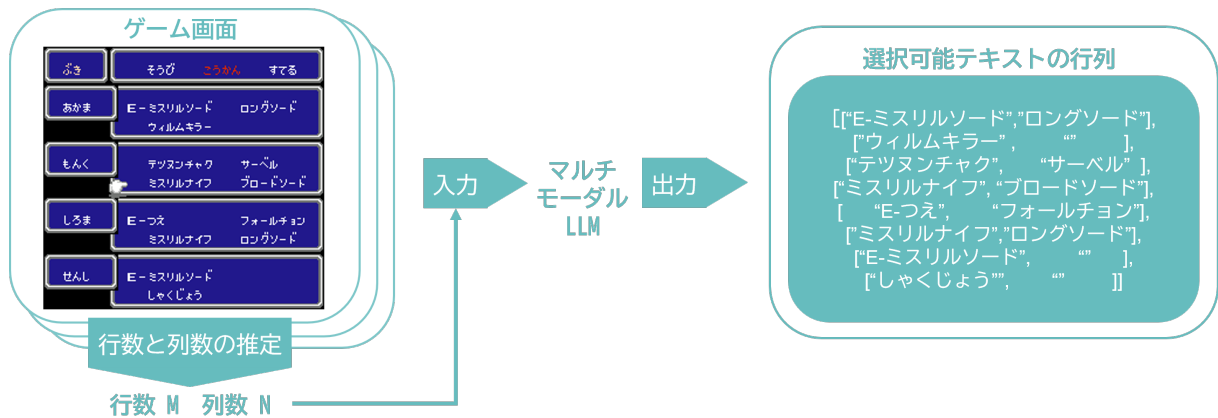 ゲーム画面
ぶき そうび こうかん すてる
あかま E-ミスリルソード ロングソード
ウィルムキラー
もんく テツヌンチャク サーベル
ミスリルナイフ ブロードソード
しろま E-つえ フォールチョン
ミスリルナイフ ロングソード
せんし E-ミスリルソード
しゃくじょう
行数と列数の推定
行数 M 列数 N
入力
マルチ
モーダル
LLM
出力
選択可能テキストの行列
[[“E-ミスリルソード”,”ロングソード”],
[”ウィルムキラー” , “” ],
[“テツヌンチャク”, “サーベル” ],
[“ミスリルナイフ”, “ブロードソード”],
[ “E-つえ”, “フォールチョン”],
[”ミスリルナイフ”,”ロングソード”],
[“E-ミスリルソード”, “” ],
[“しゃくじょう””, “” ]]